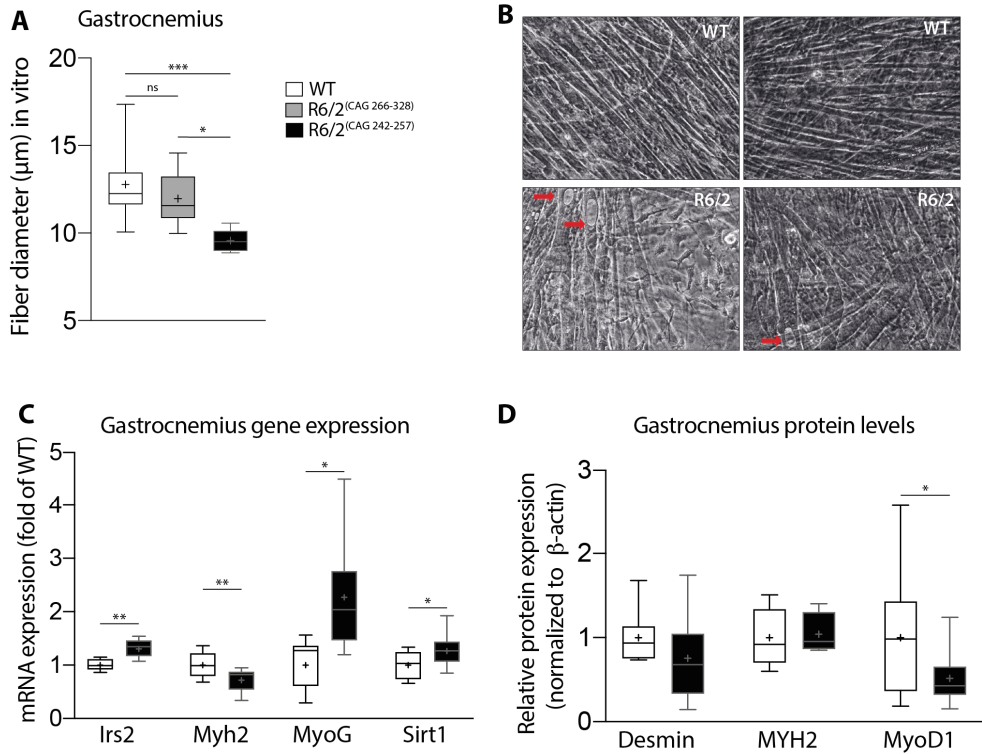 A
Gastrocnemius
Fiber diameter (µm) in vitro
20
15
10
5
***
ns
*
WT
R6/2(CAG 266-328)
R6/2(CAG 242-257)
B
WT
WT
R6/2
R6/2
C
Gastrocnemius gene expression
mRNA expression (fold of WT)
5
4
3
2
1
0
**
**
*
*
Irs2 Myh2 MyoG Sirt1
D
Gastrocnemius protein levels
Relative protein expression
(normalized to β-actin)
3
2
1
0
*
Desmin MYH2 MyoD1